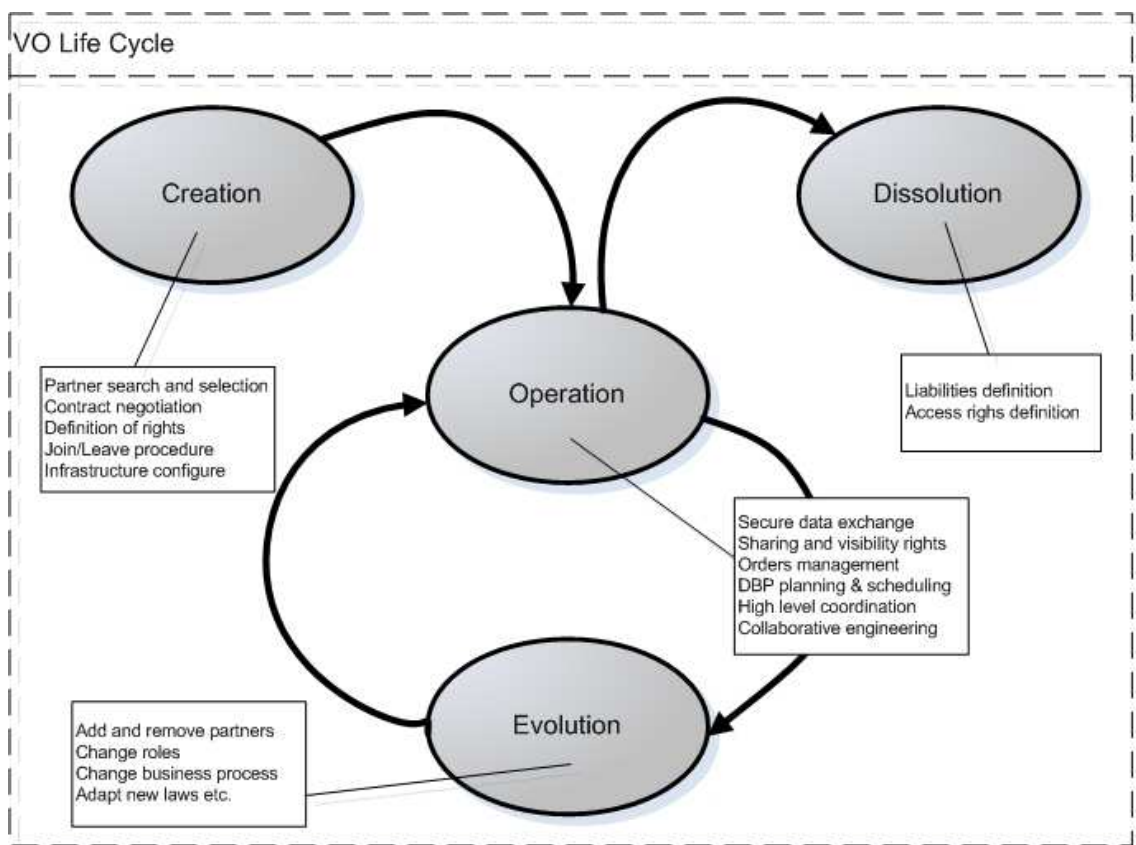 VO Life Cycle
Creation
Dissolution
Operation
Partner search and selection
Contract negotiation
Definition of rights
Join/Leave procedure
Infrastructure configure
Liabilities definition
Access righs definition
Secure data exchange
Sharing and visibility rights
Orders management
DBP planning & scheduling
High level coordination
Collaborative engineering
Evolution
Add and remove partners
Change roles
Change business process
Adapt new laws etc.